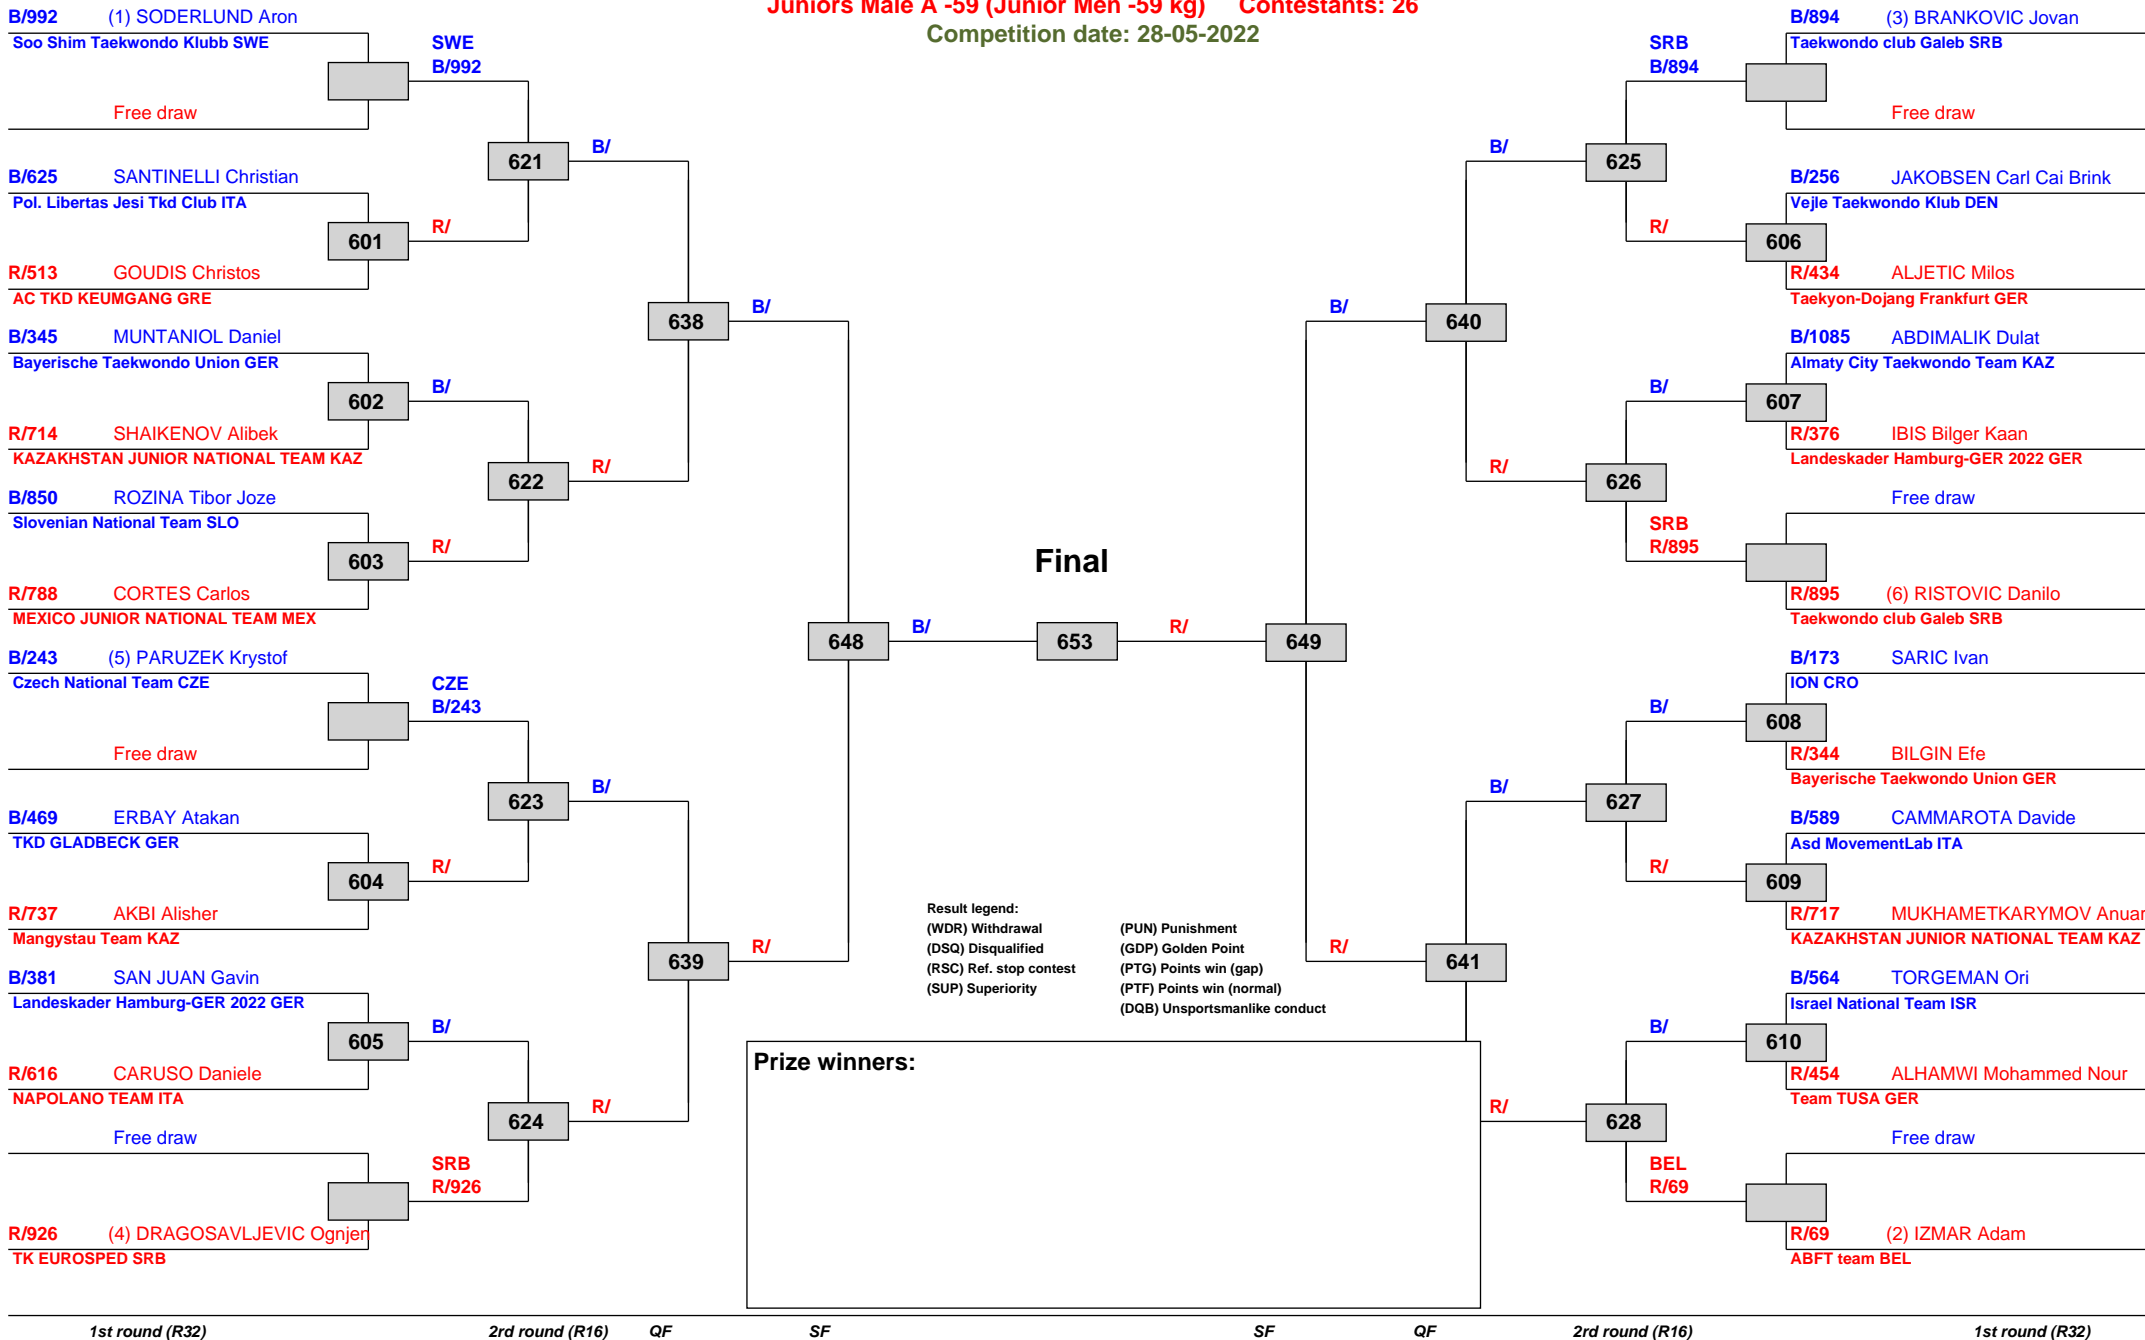 Juniors Male A -59 (Junior Men -59 kg) Contestants: 26
Competition date: 28-05-2022
B/992 (1) SODERLUND Aron
Soo Shim Taekwondo Klubb SWE
Free draw
SWE
B/992
B/625 SANTINELLI Christian
Pol. Libertas Jesi Tkd Club ITA
601
R/
R/513 GOUDIS Christos
AC TKD KEUMGANG GRE
621
B/
B/345 MUNTANIOL Daniel
Bayerische Taekwondo Union GER
602
B/
R/714 SHAIKENOV Alibek
KAZAKHSTAN JUNIOR NATIONAL TEAM KAZ
622
R/
B/850 ROZINA Tibor Joze
Slovenian National Team SLO
603
R/
R/788 CORTES Carlos
MEXICO JUNIOR NATIONAL TEAM MEX
638
B/
B/243 (5) PARUZEK Krystof
Czech National Team CZE
CZE
B/243
Free draw
623
B/
B/469 ERBAY Atakan
TKD GLADBECK GER
604
R/
R/737 AKBI Alisher
Mangystau Team KAZ
639
R/
B/381 SAN JUAN Gavin
Landeskader Hamburg-GER 2022 GER
605
B/
R/616 CARUSO Daniele
NAPOLANO TEAM ITA
624
R/
Free draw
SRB
R/926
R/926 (4) DRAGOSAVLJEVIC Ognjen
TK EUROSPED SRB
Final
648
B/
653
R/
649
B/894 (3) BRANKOVIC Jovan
Taekwondo club Galeb SRB
SRB
B/894
Free draw
625
B/
B/256 JAKOBSEN Carl Cai Brink
Vejle Taekwondo Klub DEN
606
R/
R/434 ALJETIC Milos
Taekyon-Dojang Frankfurt GER
640
B/
B/1085 ABDIMALIK Dulat
Almaty City Taekwondo Team KAZ
607
B/
R/376 IBIS Bilger Kaan
Landeskader Hamburg-GER 2022 GER
626
R/
Free draw
SRB
R/895
R/895 (6) RISTOVIC Danilo
Taekwondo club Galeb SRB
B/173 SARIC Ivan
ION CRO
608
B/
R/344 BILGIN Efe
Bayerische Taekwondo Union GER
627
B/
B/589 CAMMAROTA Davide
Asd MovementLab ITA
609
R/
R/717 MUKHAMETKARYMOV Anuar
KAZAKHSTAN JUNIOR NATIONAL TEAM KAZ
641
R/
B/564 TORGEMAN Ori
Israel National Team ISR
610
B/
R/454 ALHAMWI Mohammed Nour
Team TUSA GER
628
R/
Free draw
BEL
R/69
R/69 (2) IZMAR Adam
ABFT team BEL
Result legend:
(WDR) Withdrawal (PUN) Punishment
(DSQ) Disqualified (GDP) Golden Point
(RSC) Ref. stop contest (PTG) Points win (gap)
(SUP) Superiority (PTF) Points win (normal)
(DQB) Unsportsmanlike conduct
Prize winners:
1st round (R32) 2rd round (R16) QF SF SF QF 2rd round (R16) 1st round (R32)